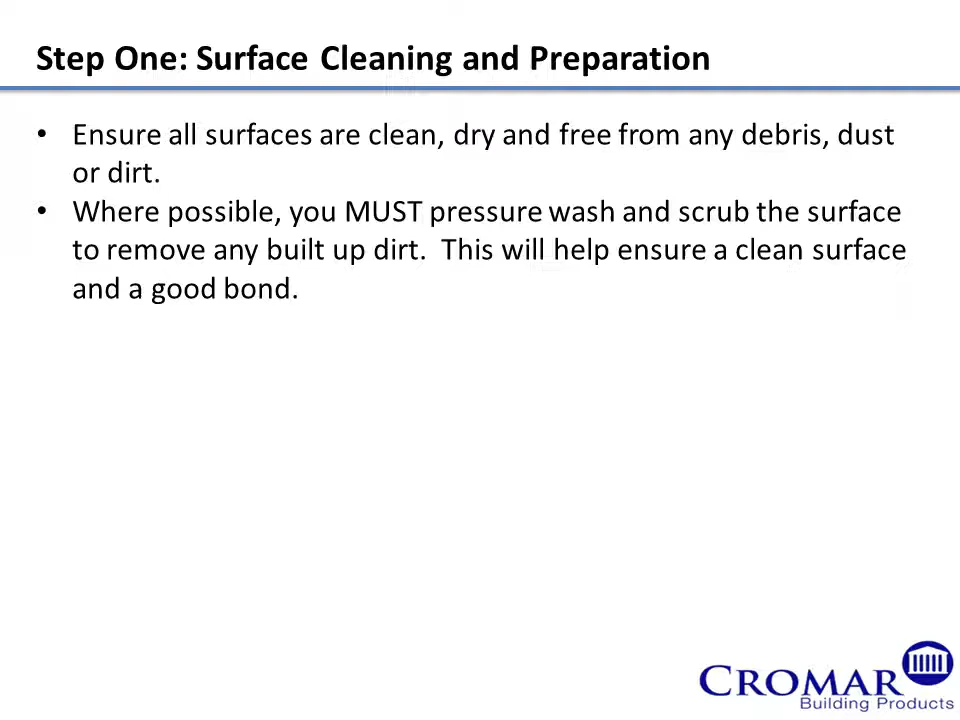 Step One: Surface Cleaning and Preparation
• Ensure all surfaces are clean, dry and free from any debris, dust
or dirt.
• Where possible, you MUST pressure wash and scrub the surface
to remove any built up dirt.  This will help ensure a clean surface
and a good bond.
CROMAR
Building Products